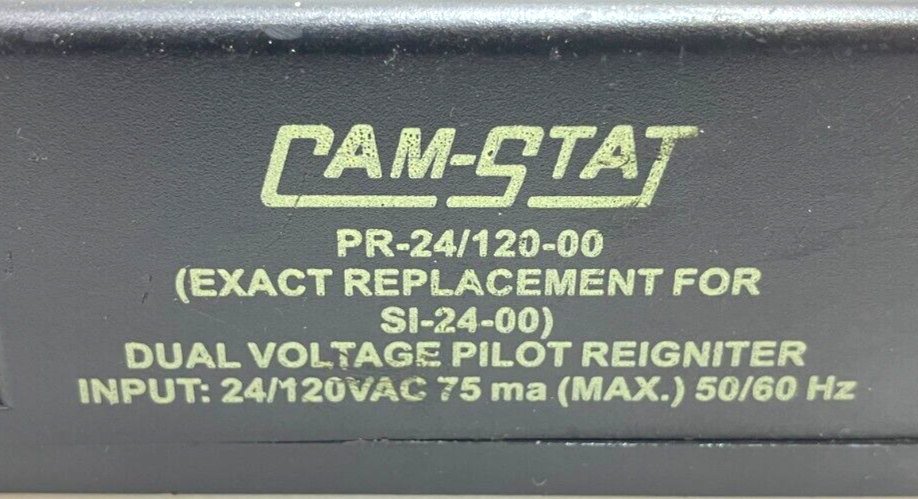 CAM-STAT
PR-24/120-00
(EXACT REPLACEMENT FOR
SI-24-00)
DUAL VOLTAGE PILOT REIGNITER
INPUT: 24/120VAC 75 ma (MAX.) 50/60 Hz